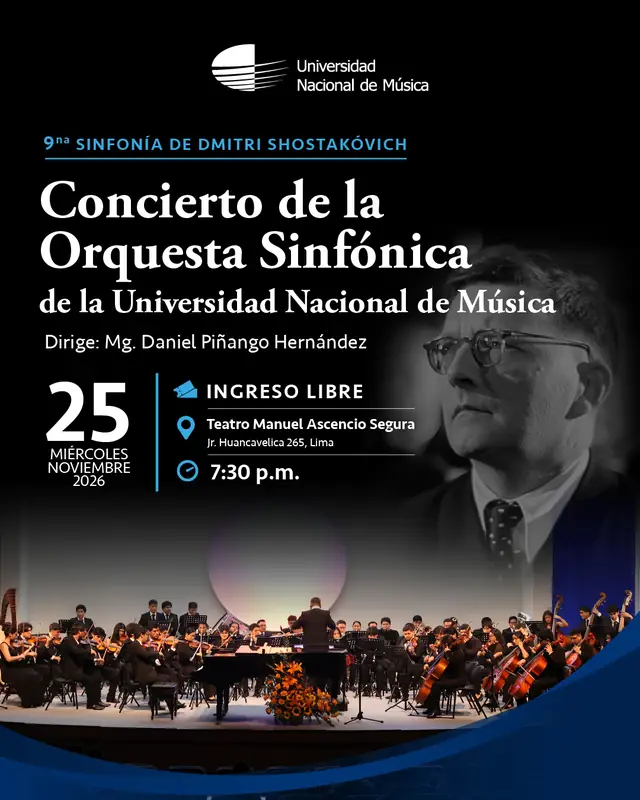 Universidad
Nacional de Música
9na SINFONÍA DE DMITRI SHOSTAKÓVICH
Concierto de la
Orquesta Sinfónica
de la Universidad Nacional de Música
Dirige: Mg. Daniel Piñango Hernández
25
MIÉRCOLES
NOVIEMBRE
2026
INGRESO LIBRE
Teatro Manuel Ascencio Segura
Jr. Huancavelica 265, Lima
7:30 p.m.